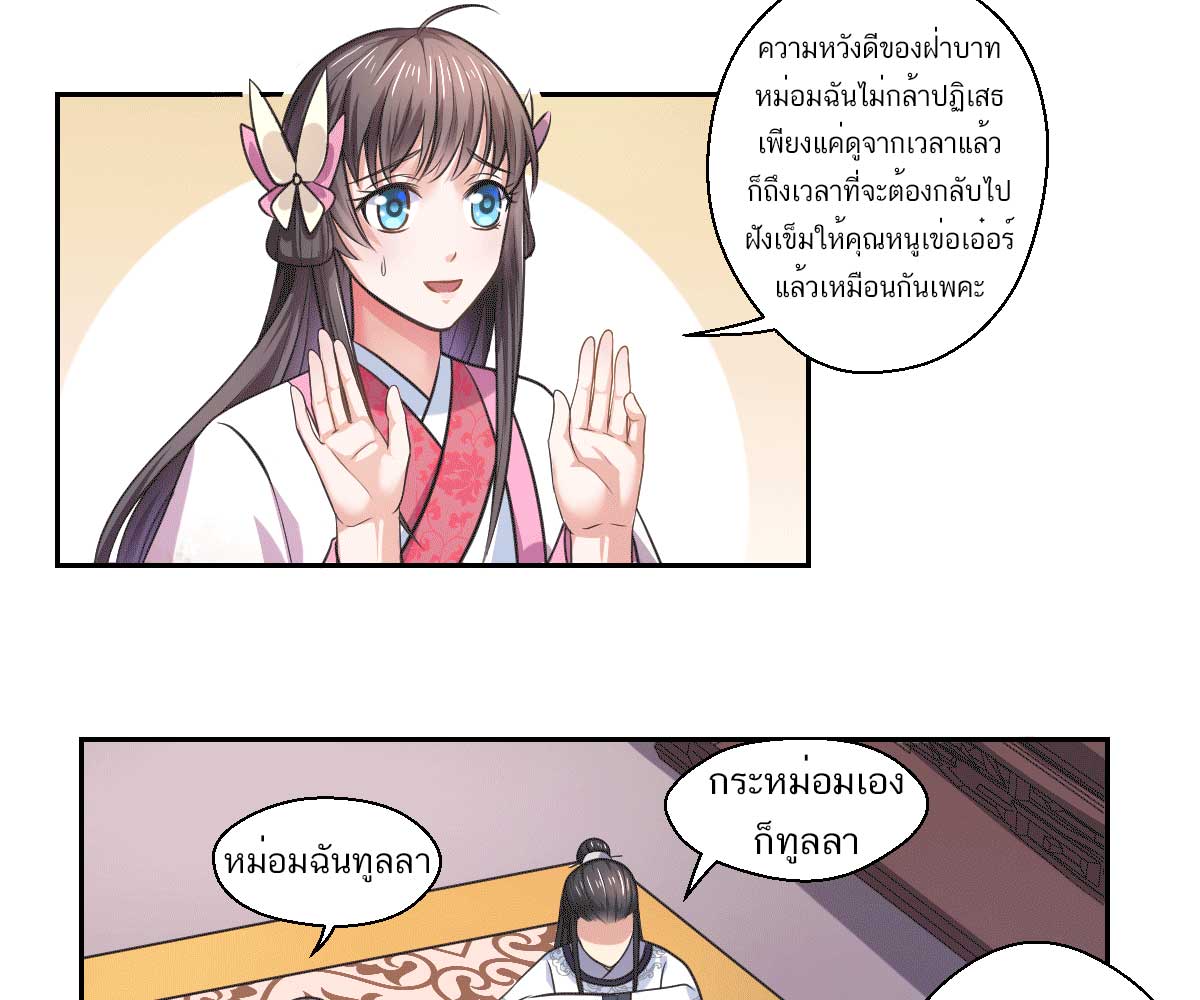 ความหวังดีของฝ่าบาท
หม่อมฉันไม่กล้าปฏิเสธ
เพียงแค่ดูจากเวลาแล้ว
ก็ถึงเวลาที่จะต้องกลับไป
ฝังเข็มให้คุณหนูเข่อเอ๋อร์
แล้วเหมือนกันเพคะ
กระหม่อมเอง
ก็ทูลลา
หม่อมฉันทูลลา